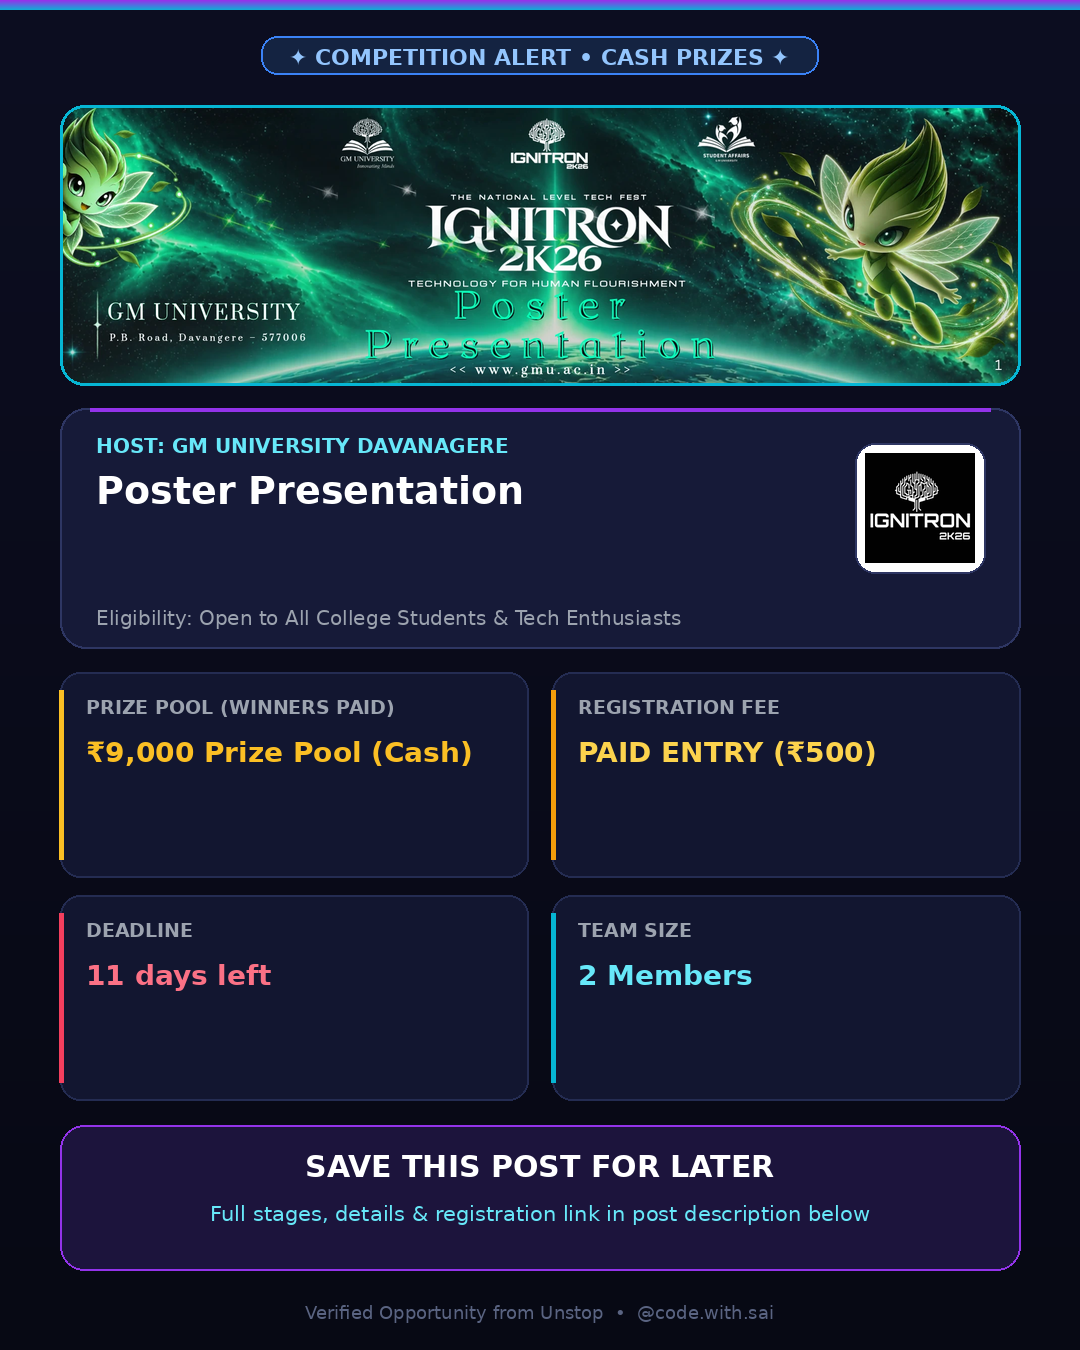 ✦ COMPETITION ALERT • CASH PRIZES ✦
GM UNIVERSITY
Innovating Minds
IGNITRON
2K26
STUDENT AFFAIRS
THE NATIONAL LEVEL TECH FEST
IGNITRON
2K26
TECHNOLOGY FOR HUMAN FLOURISHMENT
Poster
Presentation
<< www.gmu.ac.in >>
GM UNIVERSITY
P.B. Road, Davangere – 577006
1
HOST: GM UNIVERSITY DAVANAGERE
Poster Presentation
IGNITRON
2K26
Eligibility: Open to All College Students & Tech Enthusiasts
PRIZE POOL (WINNERS PAID)
₹9,000 Prize Pool (Cash)
REGISTRATION FEE
PAID ENTRY (₹500)
DEADLINE
11 days left
TEAM SIZE
2 Members
SAVE THIS POST FOR LATER
Full stages, details & registration link in post description below
Verified Opportunity from Unstop • @code.with.sai